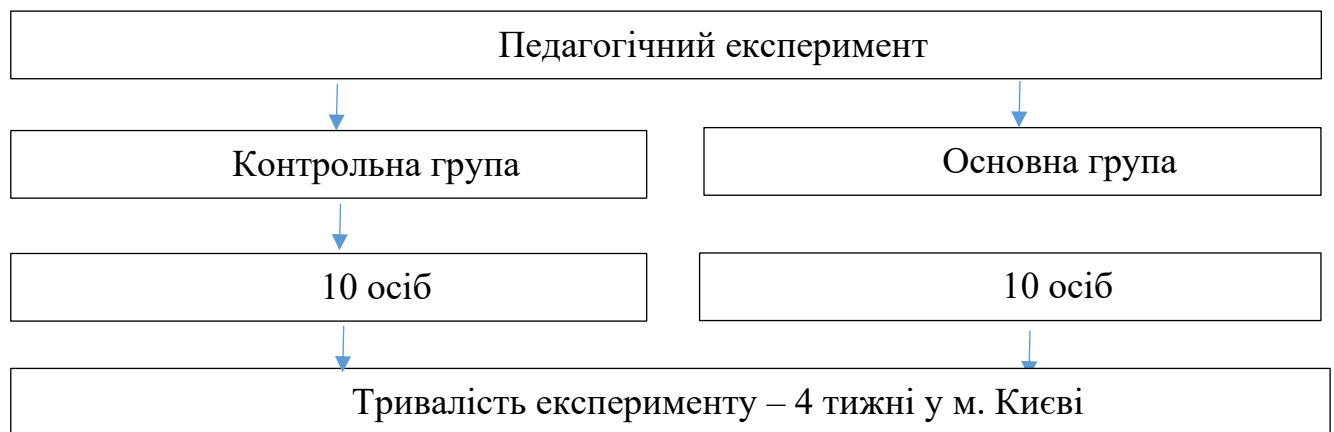 Педагогічний експеримент
Контрольна група
Основна група
10 осіб
10 осіб
Тривалість експерименту – 4 тижні у м. Києві